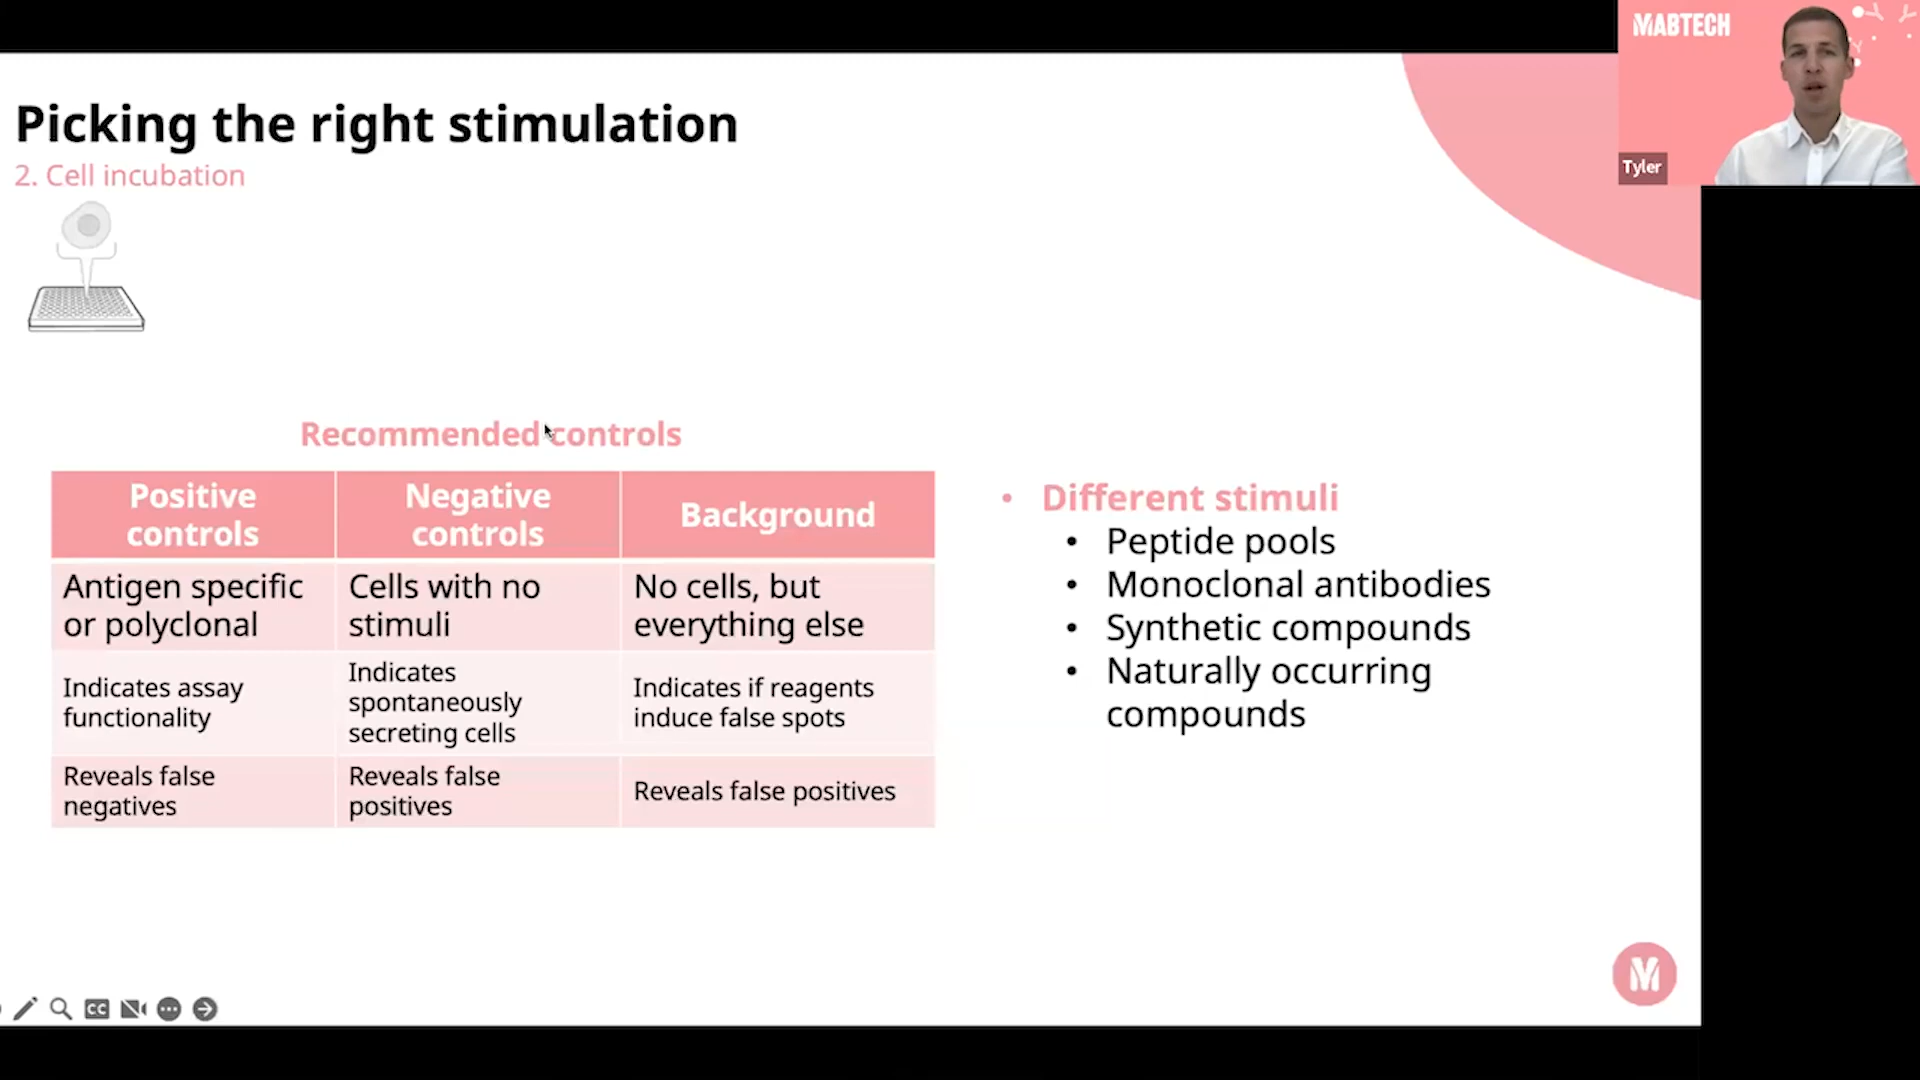 MABTECH
Tyler
Picking the right stimulation
2. Cell incubation
Recommended controls
Positive
controls
Negative
controls
Background
Antigen specific
or polyclonal
Cells with no
stimuli
No cells, but
everything else
Indicates assay
functionality
Indicates
spontaneously
secreting cells
Indicates if reagents
induce false spots
Reveals false
negatives
Reveals false
positives
Reveals false positives
• Different stimuli
• Peptide pools
• Monoclonal antibodies
• Synthetic compounds
• Naturally occurring
compounds
CC
M